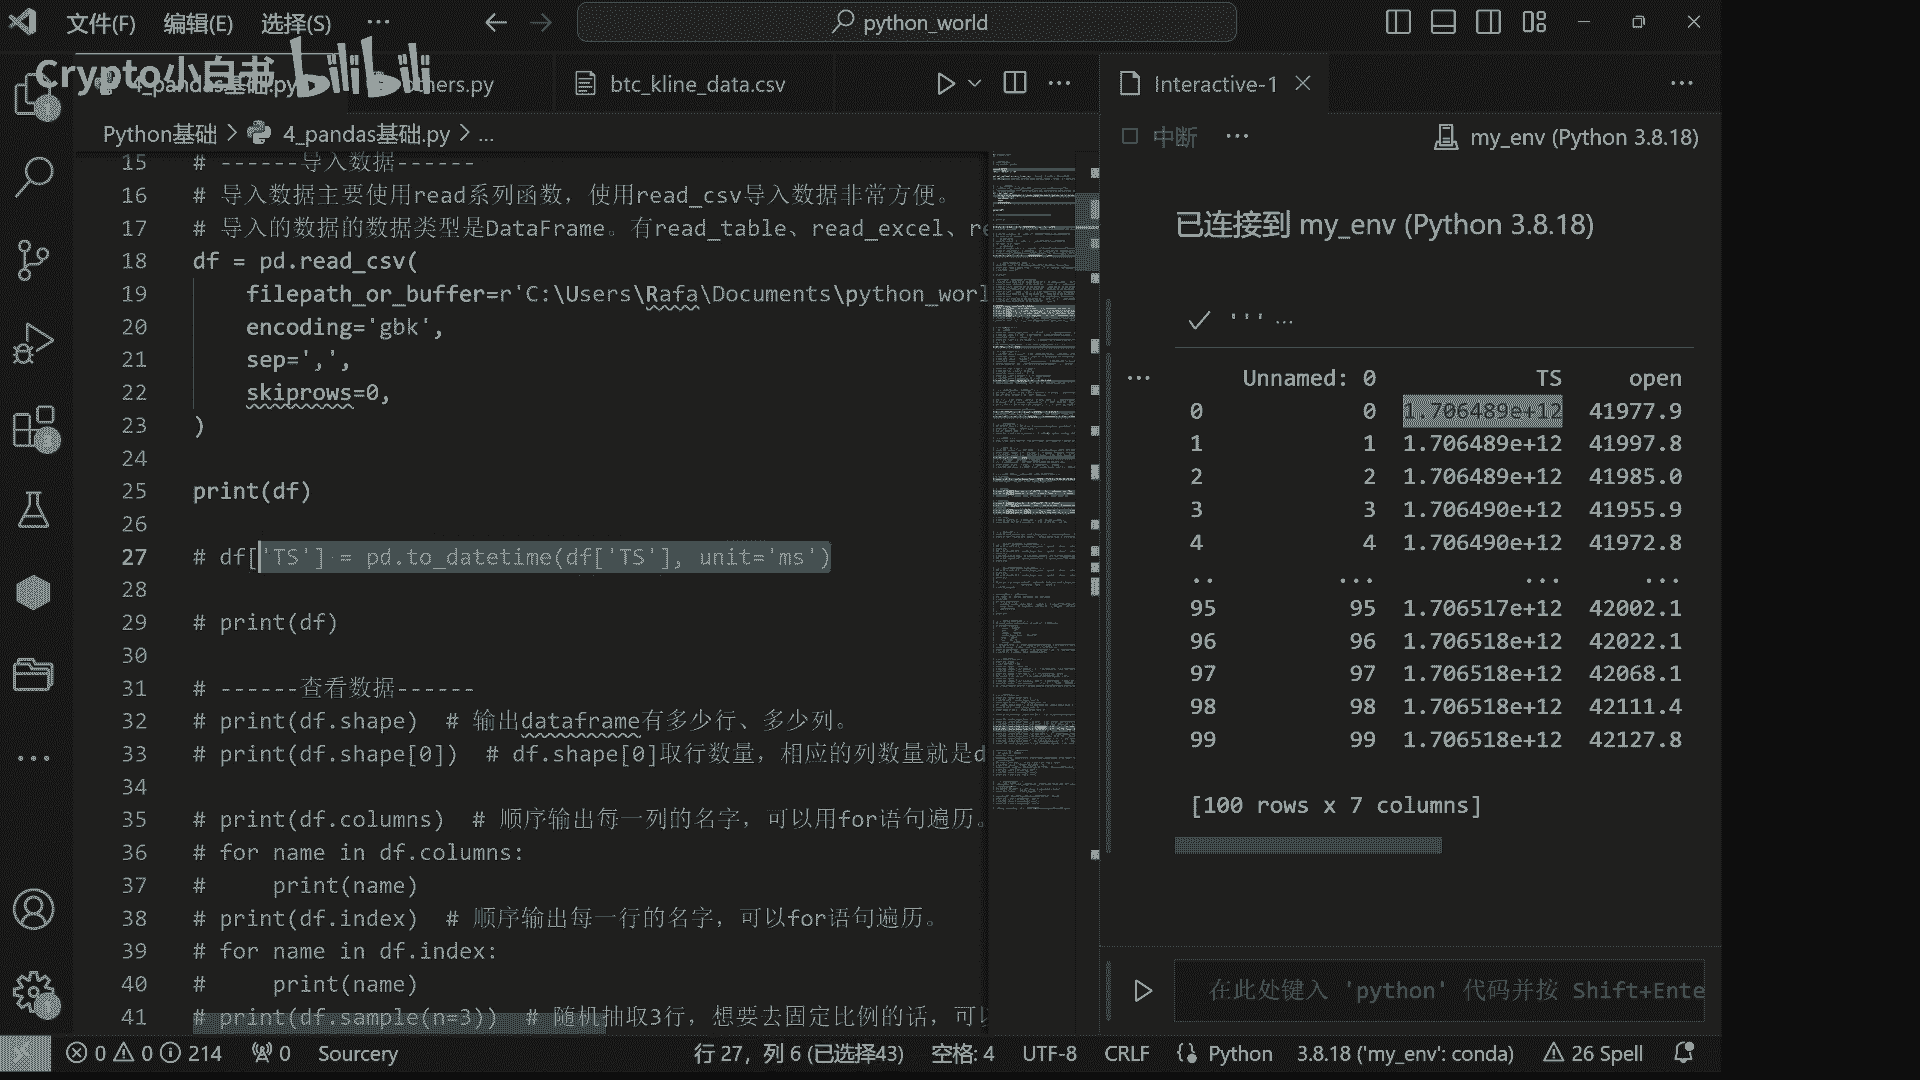 文件(F) 编辑(E) 选择(S) ··· python_world
Crypto小白书 bilibili
4_pandas基础.py hers.py btc_kline_data.csv Interactive-1
Python基础 > 4_pandas基础.py > ...
中断 ··· my_env (Python 3.8.18)
15 # ------导入数据------
16 # 导入数据主要使用read系列函数，使用read_csv导入数据非常方便。
17 # 导入的数据的数据类型是DataFrame。有read_table、read_excel、re
18 df = pd.read_csv(
19 filepath_or_buffer=r'C:\Users\Rafa\Documents\python_worl
20 encoding='gbk',
21 sep=',',
22 skiprows=0,
23 )
24
25 print(df)
26
27 # df['TS'] = pd.to_datetime(df['TS'], unit='ms')
28
29 # print(df)
30
31 # ------查看数据------
32 # print(df.shape) # 输出dataframe有多少行、多少列。
33 # print(df.shape[0]) # df.shape[0]取行数量，相应的列数量就是d
34
35 # print(df.columns) # 顺序输出每一列的名字，可以用for语句遍历。
36 # for name in df.columns:
37 # print(name)
38 # print(df.index) # 顺序输出每一行的名字，可以for语句遍历。
39 # for name in df.index:
40 # print(name)
41 # print(df.sample(n=3)) # 随机抽取3行，想要去固定比例的话，可以
已连接到 my_env (Python 3.8.18)
''' ...
Unnamed: 0 TS open
0 0 1.706489e+12 41977.9
1 1 1.706489e+12 41997.8
2 2 1.706489e+12 41985.0
3 3 1.706490e+12 41955.9
4 4 1.706490e+12 41972.8
.. ... ... ...
95 95 1.706517e+12 42002.1
96 96 1.706518e+12 42022.1
97 97 1.706518e+12 42068.1
98 98 1.706518e+12 42111.4
99 99 1.706518e+12 42127.8
[100 rows x 7 columns]
在此处键入 'python' 代码并按 Shift+Ente
0 0 214 0 Sourcery 行 27，列 6 (已选择43) 空格: 4 UTF-8 CRLF Python 3.8.18 ('my_env': conda) 26 Spell